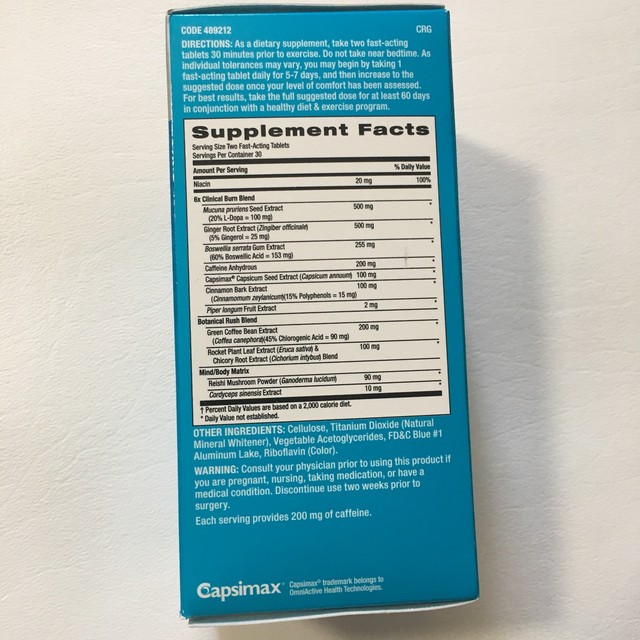 CODE 489212 CRG
DIRECTIONS: As a dietary supplement, take two fast-acting
tablets 30 minutes prior to exercise. Do not take near bedtime. As
individual tolerances may vary, you may begin by taking 1
fast-acting tablet daily for 5-7 days, and then increase to the
suggested dose once your level of comfort has been assessed.
For best results, take the full suggested dose for at least 60 days
in conjunction with a healthy diet & exercise program.
Supplement Facts
Serving Size Two Fast-Acting Tablets
Servings Per Container 30
Amount Per Serving % Daily Value
Niacin 20 mg 100%
6x Clinical Burn Blend
Mucuna pruriens Seed Extract 500 mg *
(20% L-Dopa = 100 mg)
Ginger Root Extract (Zingiber officinale) 500 mg *
(5% Gingerol = 25 mg)
Boswellia serrata Gum Extract 255 mg *
(60% Boswellic Acid = 153 mg)
Caffeine Anhydrous 200 mg *
Capsimax® Capsicum Seed Extract (Capsicum annuum) 100 mg *
Cinnamon Bark Extract 100 mg *
(Cinnamomum zeylanicum)(15% Polyphenols = 15 mg)
Piper longum Fruit Extract 2 mg *
Botanical Rush Blend
Green Coffee Bean Extract 200 mg *
(Coffea canephora)(45% Chlorogenic Acid = 90 mg)
Rocket Plant Leaf Extract (Eruca sativa) & 100 mg *
Chicory Root Extract (Cichorium intybus) Blend
Mind/Body Matrix
Reishi Mushroom Powder (Ganoderma lucidum) 90 mg *
Cordyceps sinensis Extract 10 mg *
† Percent Daily Values are based on a 2,000 calorie diet.
* Daily Value not established.
OTHER INGREDIENTS: Cellulose, Titanium Dioxide (Natural
Mineral Whitener), Vegetable Acetoglycerides, FD&C Blue #1
Aluminum Lake, Riboflavin (Color).
WARNING: Consult your physician prior to using this product if
you are pregnant, nursing, taking medication, or have a
medical condition. Discontinue use two weeks prior to
surgery.
Each serving provides 200 mg of caffeine.
Capsimax® Capsimax® trademark belongs to
OmniActive Health Technologies.